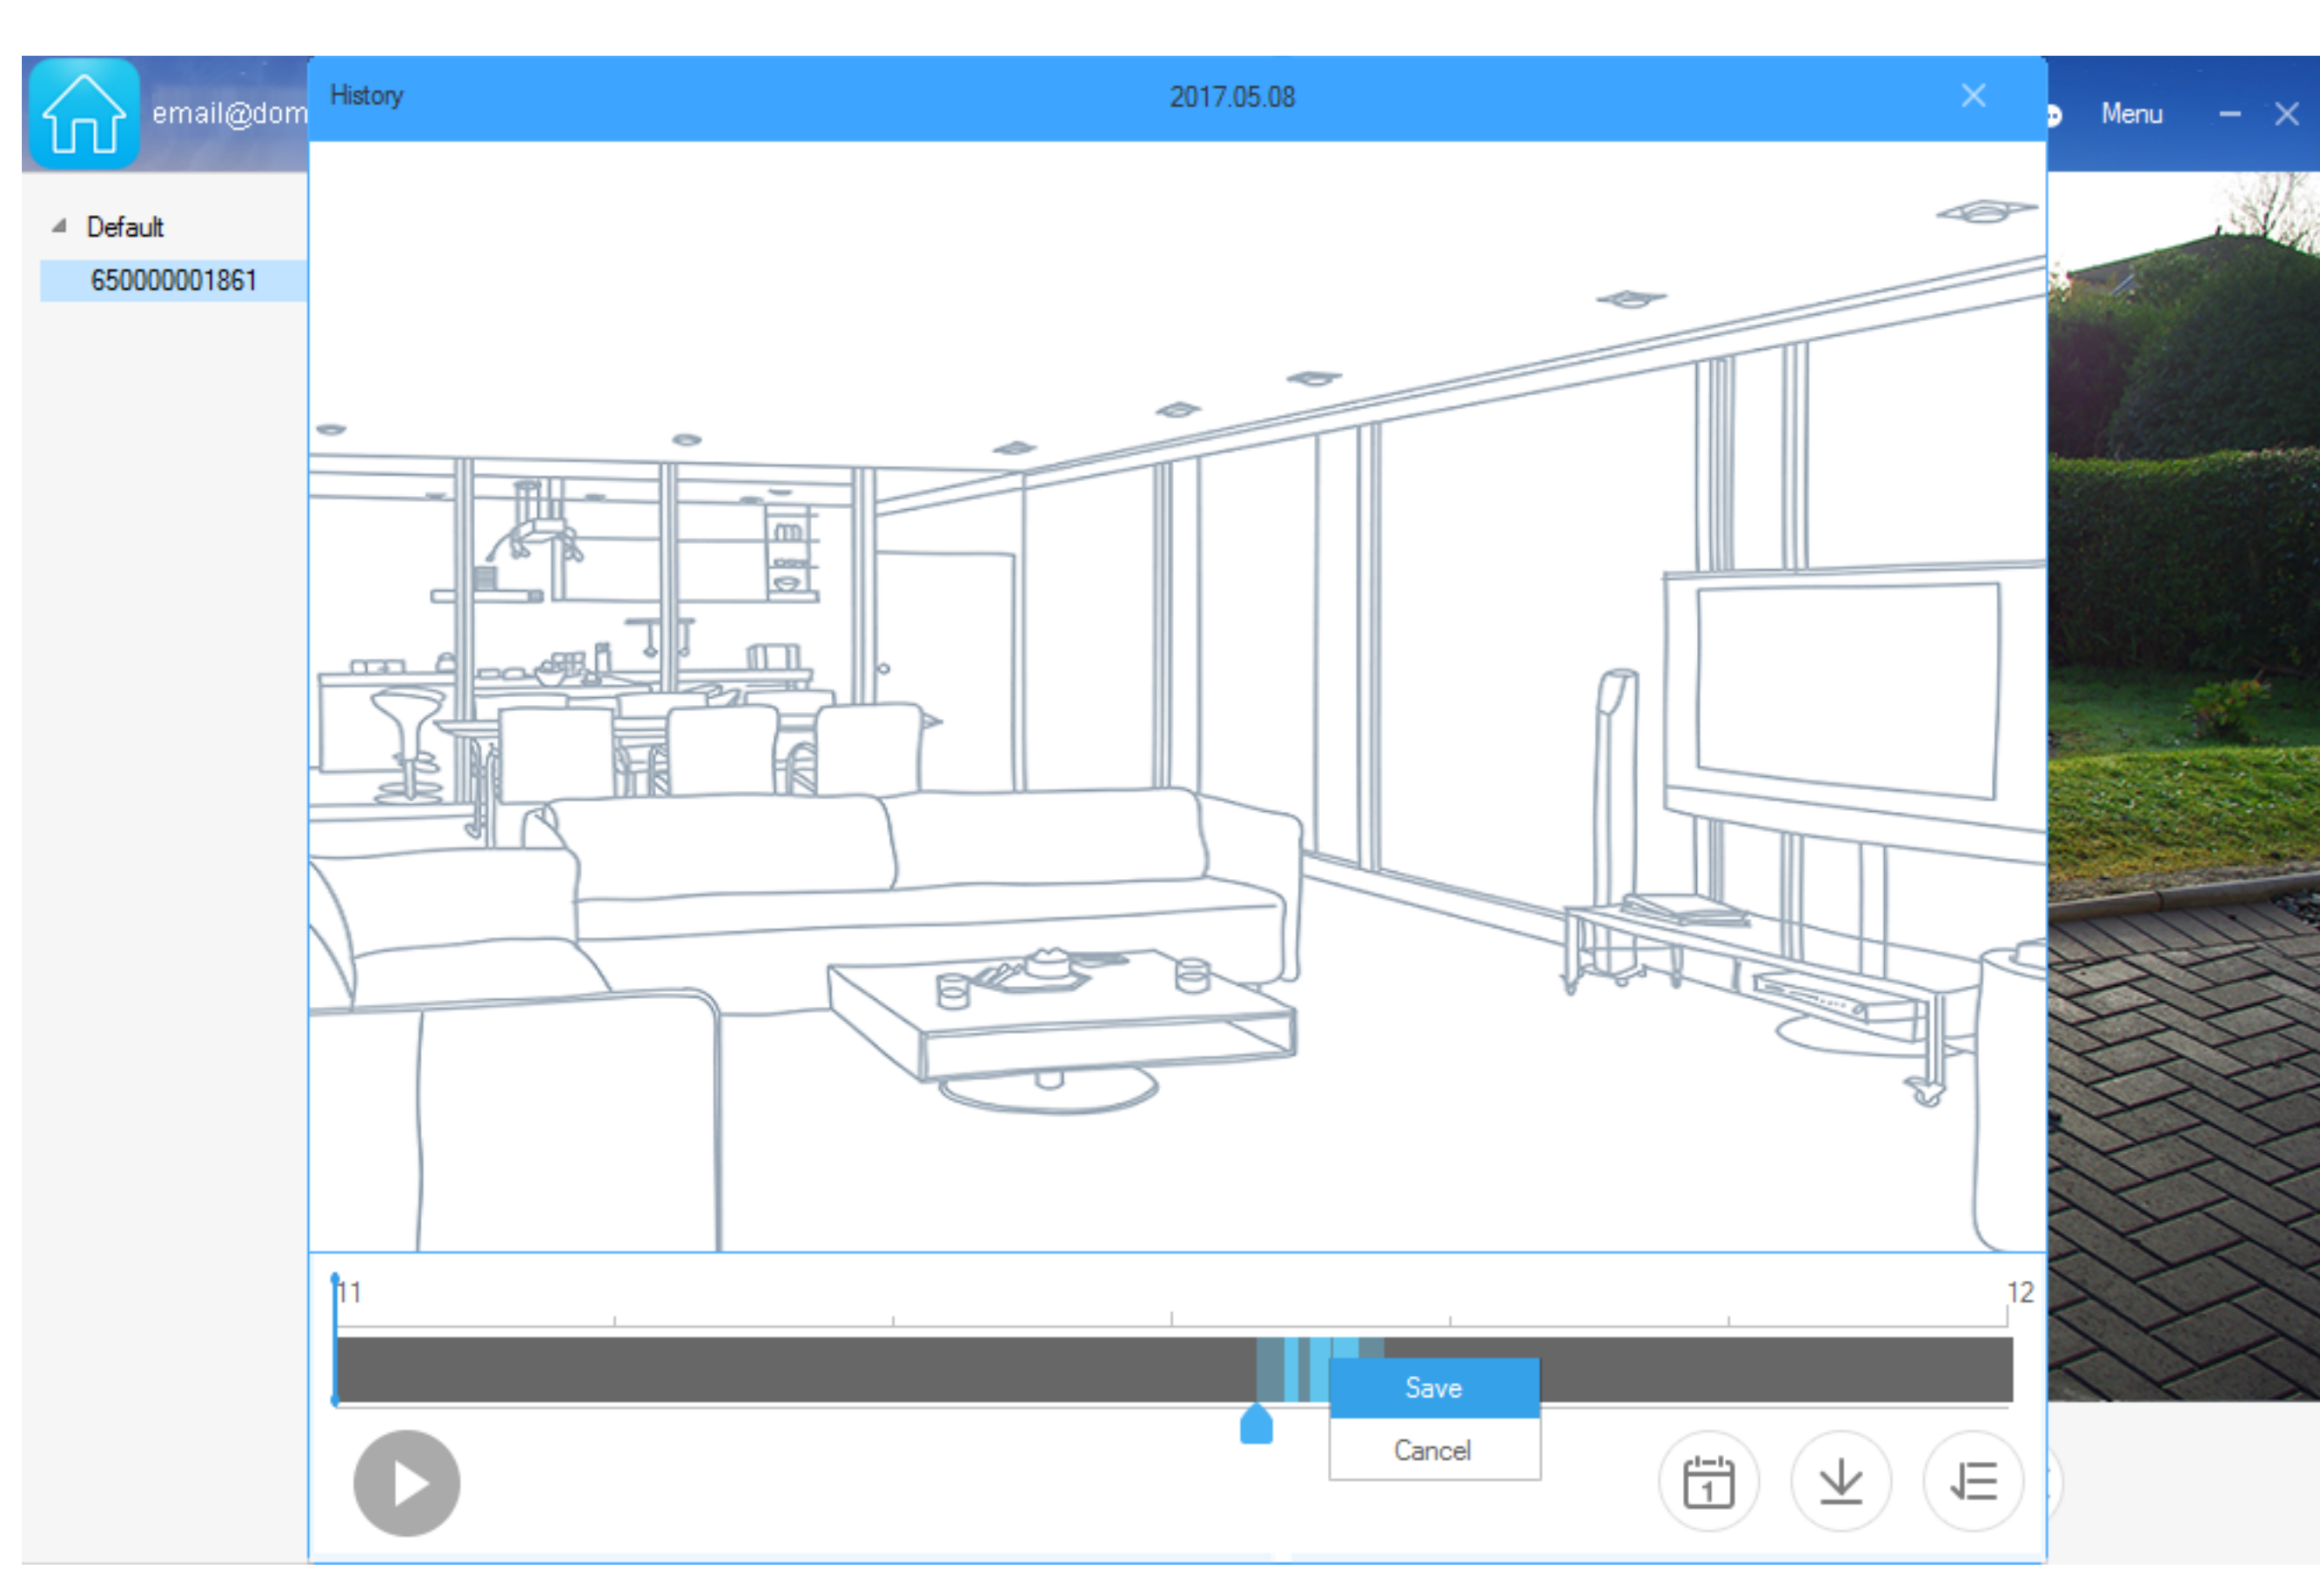 email@dom
History
2017.05.08
Menu
Default
650000001861
11
12
Save
Cancel
1